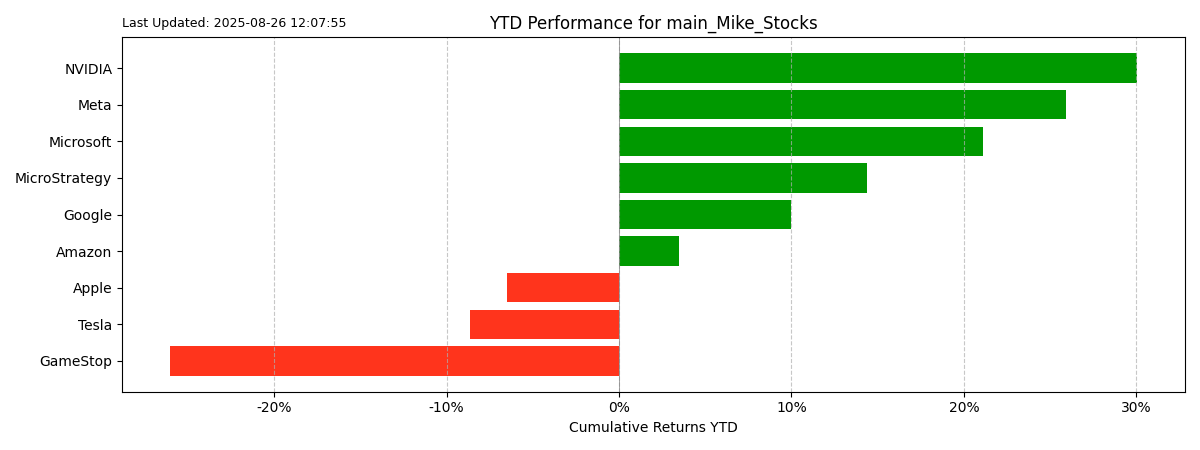 Last Updated: 2025-08-26 12:07:55
YTD Performance for main_Mike_Stocks
NVIDIA
Meta
Microsoft
MicroStrategy
Google
Amazon
Apple
Tesla
GameStop
-20% -10% 0% 10% 20% 30%
Cumulative Returns YTD